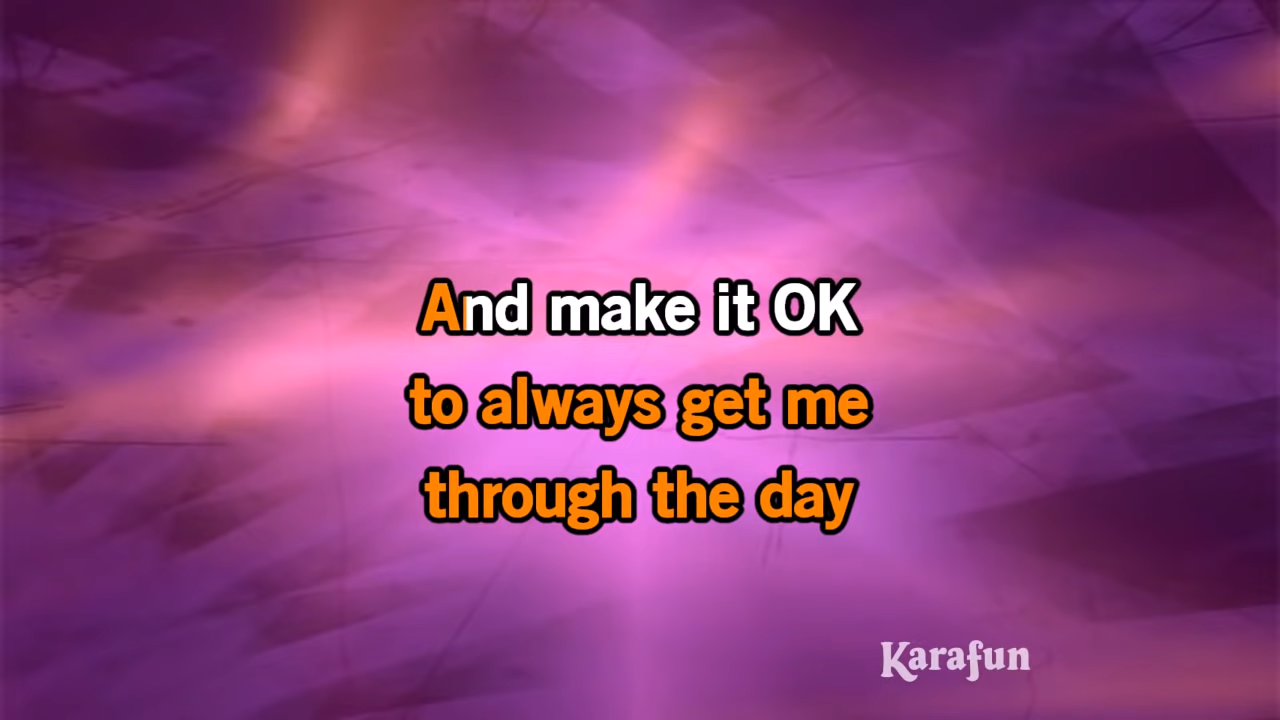 And make it OK
to always get me
through the day
Karafun